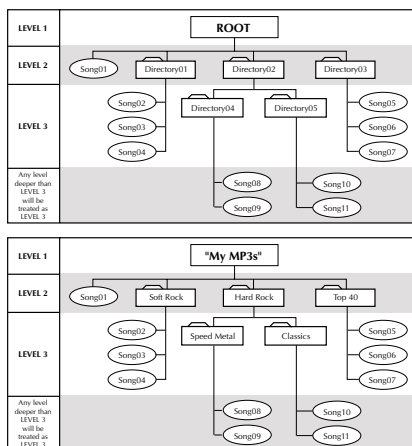 LEVEL 1
ROOT
LEVEL 2
Song01
Directory01
Directory02
Directory03
LEVEL 3
Song02
Directory04
Directory05
Song05
Song03
Song06
Song04
Song07
Any level
deeper than
LEVEL 3
will be
treated as
LEVEL 3
Song08
Song10
Song09
Song11
LEVEL 1
"My MP3s"
LEVEL 2
Song01
Soft Rock
Hard Rock
Top 40
LEVEL 3
Song02
Speed Metal
Classics
Song05
Song03
Song06
Song04
Song07
Any level
deeper than
LEVEL 3
will be
treated as
LEVEL 3
Song08
Song10
Song09
Song11